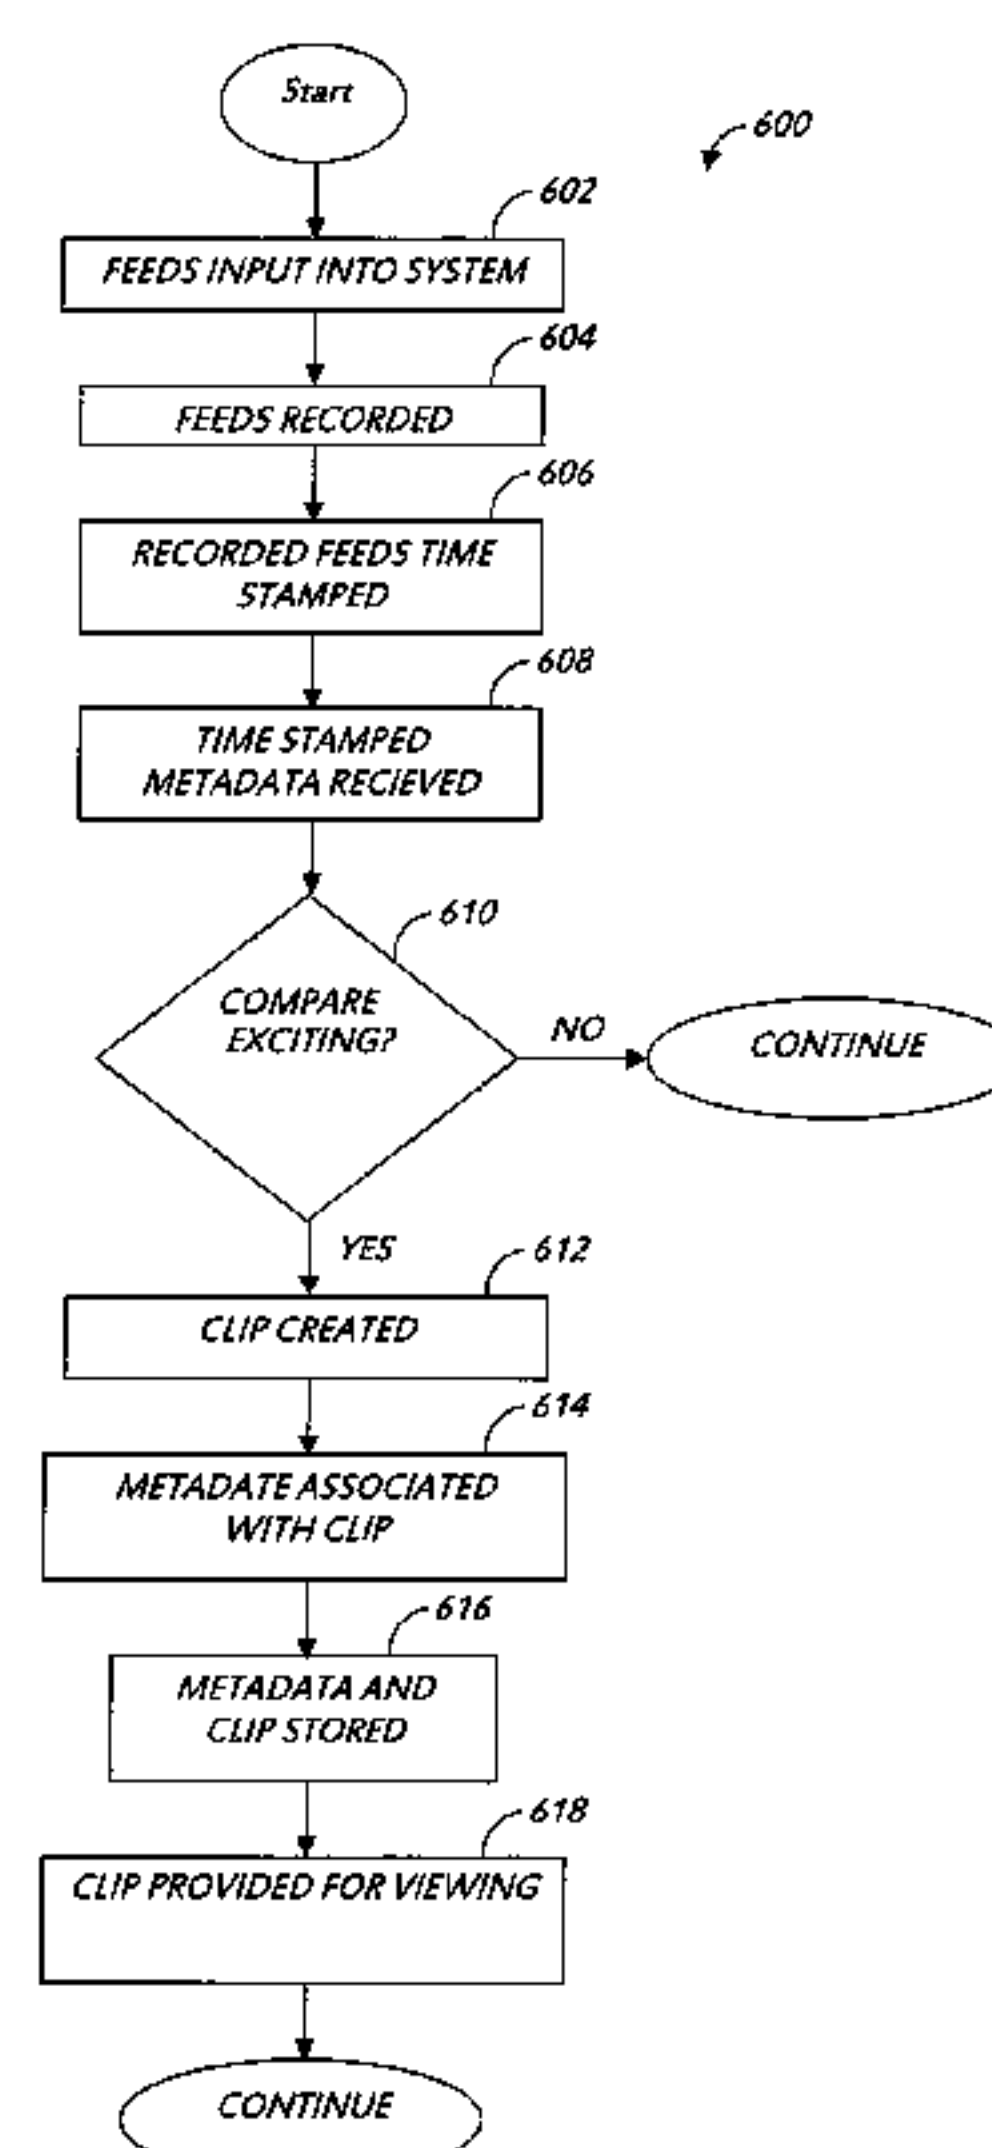 Start
600
602
FEEDS INPUT INTO SYSTEM
604
FEEDS RECORDED
606
RECORDED FEEDS TIME
STAMPED
608
TIME STAMPED
METADATA RECIEVED
610
COMPARE
EXCITING?
NO
CONTINUE
YES
612
CLIP CREATED
614
METADATE ASSOCIATED
WITH CLIP
616
METADATA AND
CLIP STORED
618
CLIP PROVIDED FOR VIEWING
CONTINUE